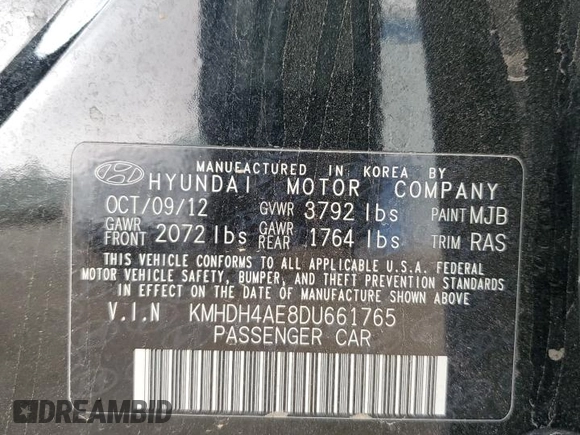 MANUFACTURED IN KOREA BY
HYUNDAI MOTOR COMPANY
OCT/09/12 GVWR 3792 lbs PAINT MJB
GAWR FRONT 2072 lbs GAWR REAR 1764 lbs TRIM RAS
THIS VEHICLE CONFORMS TO ALL APPLICABLE U.S.A. FEDERAL
MOTOR VEHICLE SAFETY, BUMPER, AND THEFT PREVENTION STANDARDS
IN EFFECT ON THE DATE OF MANUFACTURE SHOWN ABOVE.
V.I.N KMHDH4AE8DU661765
PASSENGER CAR
DREAMBID